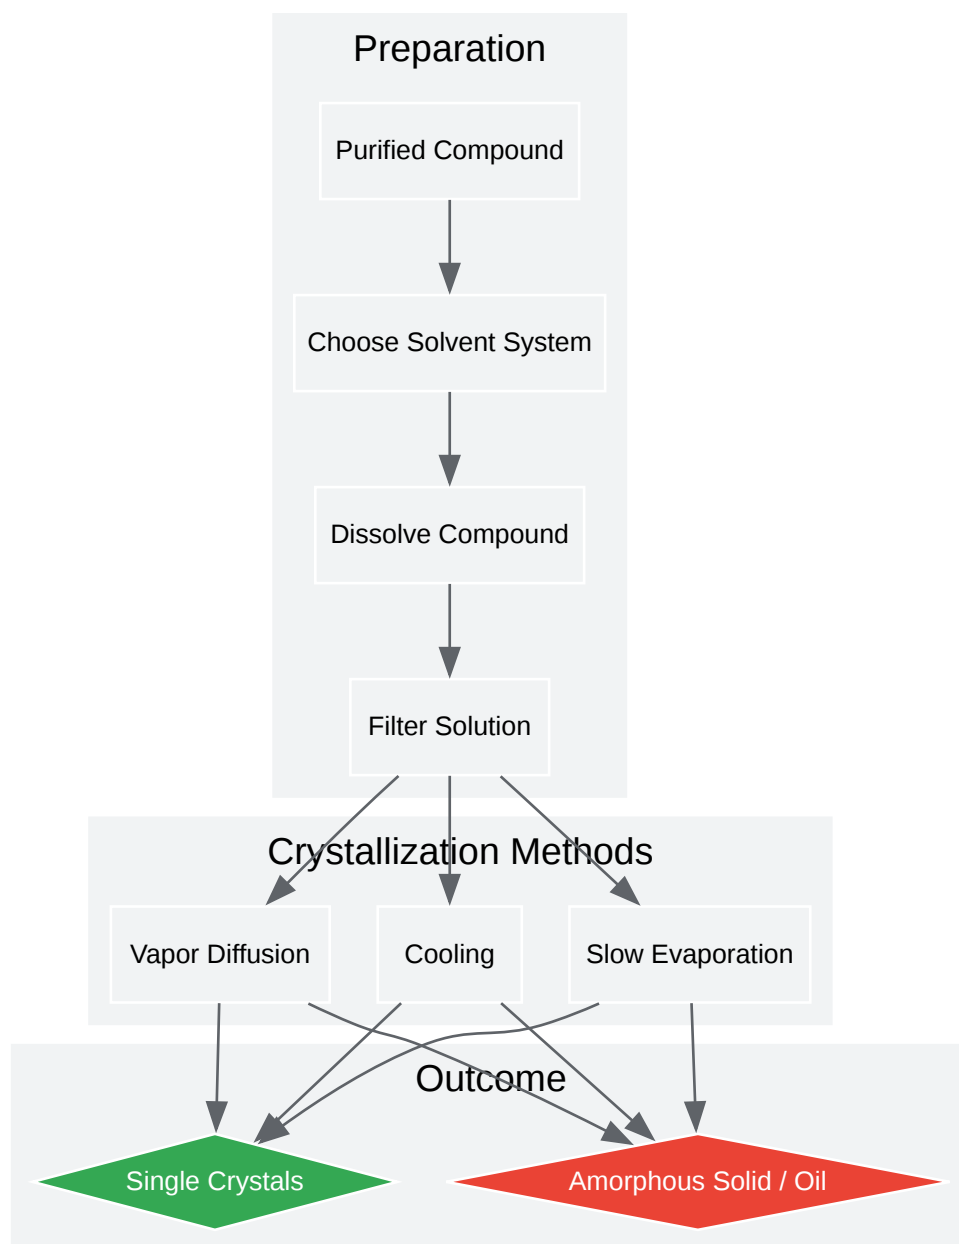 Preparation
Purified Compound
Choose Solvent System
Dissolve Compound
Filter Solution
Crystallization Methods
Vapor Diffusion
Cooling
Slow Evaporation
Outcome
Single Crystals
Amorphous Solid / Oil